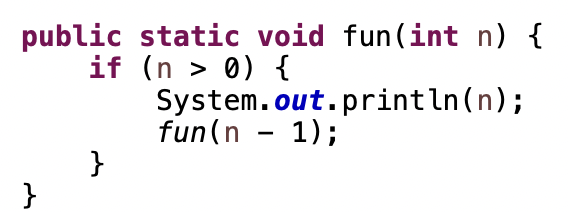 public static void fun(int n) {
    if (n > 0) {
        System.out.println(n);
        fun(n - 1);
    }
}